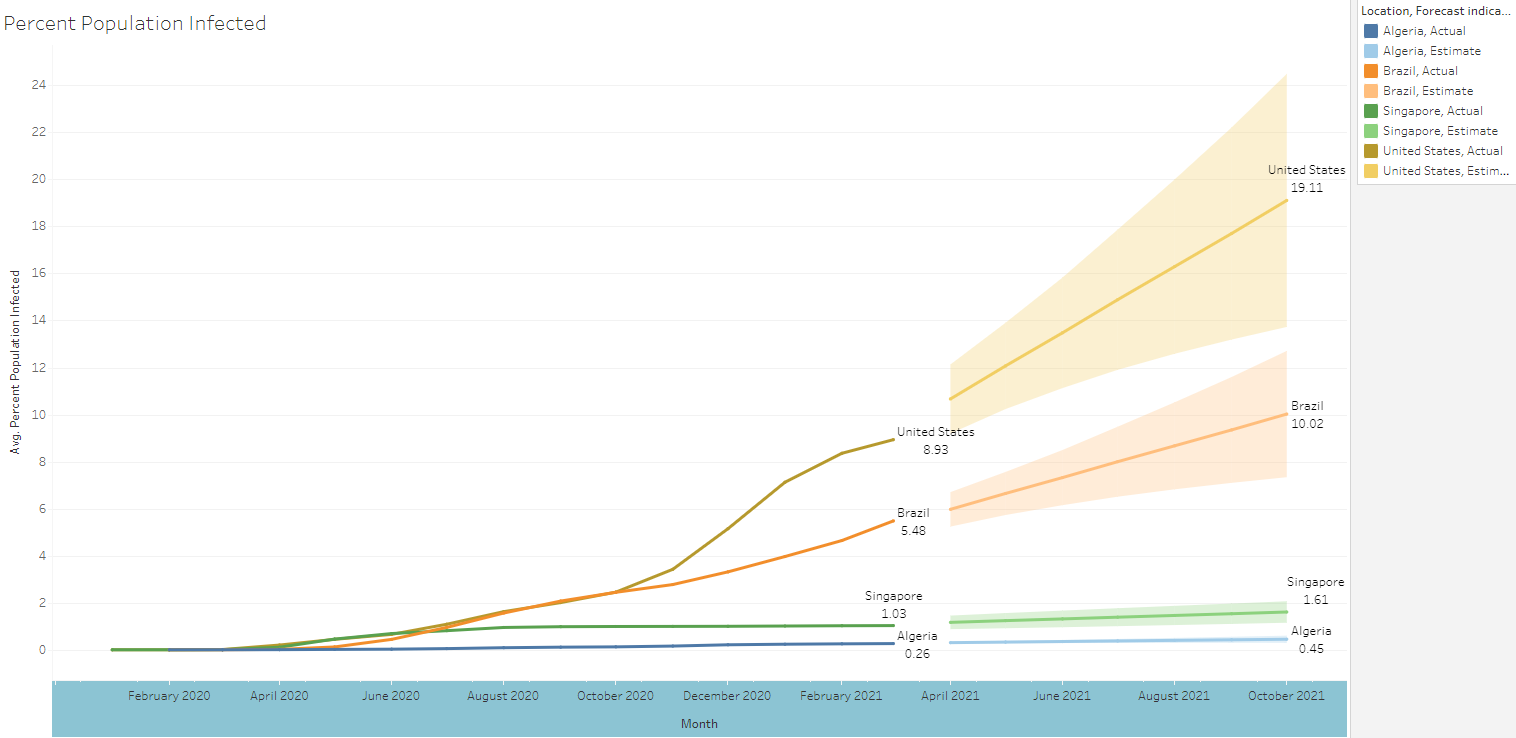 Percent Population Infected
Location, Forecast indica...
Algeria, Actual
Algeria, Estimate
Brazil, Actual
Brazil, Estimate
Singapore, Actual
Singapore, Estimate
United States, Actual
United States, Estim...
Avg. Percent Population Infected
24
22
20
18
16
14
12
10
8
6
4
2
0
United States
19.11
Brazil
10.02
United States
8.93
Brazil
5.48
Singapore
1.03
Singapore
1.61
Algeria
0.26
Algeria
0.45
February 2020
April 2020
June 2020
August 2020
October 2020
December 2020
February 2021
April 2021
June 2021
August 2021
October 2021
Month